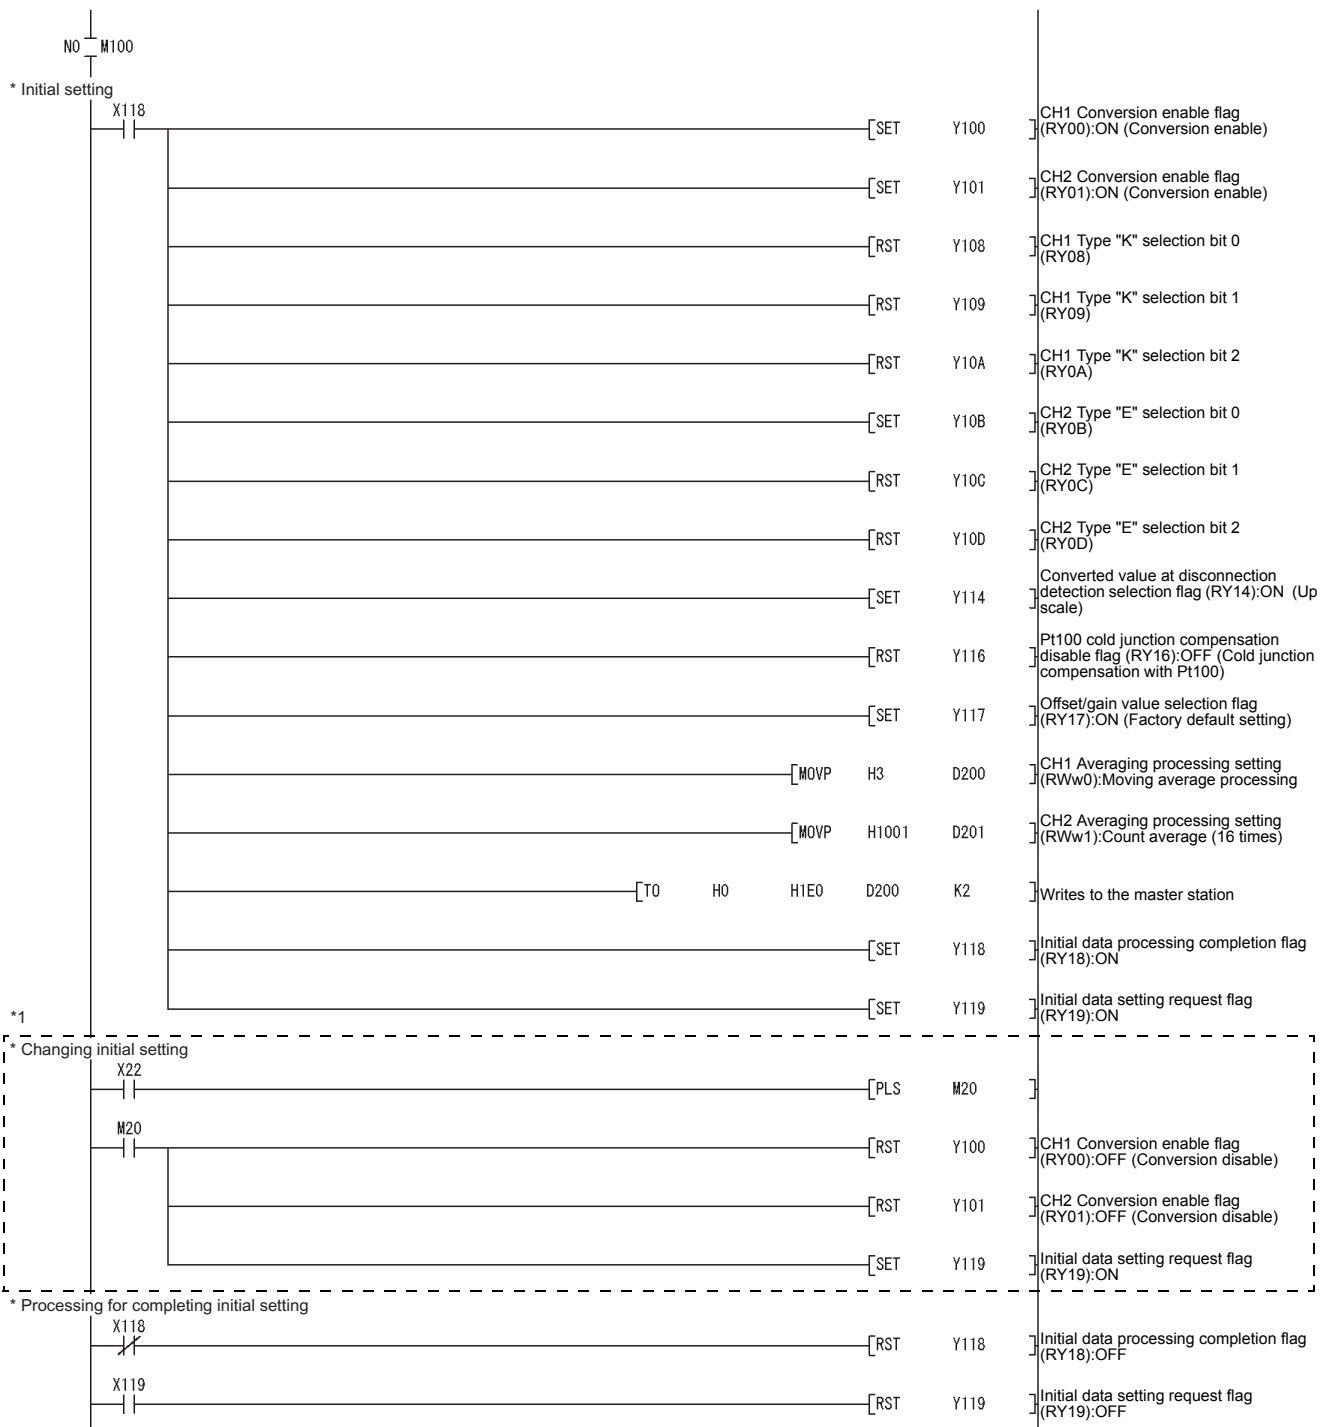 N0 M100
* Initial setting
X118
SET Y100
CH1 Conversion enable flag
(RY00):ON (Conversion enable)
SET Y101
CH2 Conversion enable flag
(RY01):ON (Conversion enable)
RST Y108
CH1 Type "K" selection bit 0
(RY08)
RST Y109
CH1 Type "K" selection bit 1
(RY09)
RST Y10A
CH1 Type "K" selection bit 2
(RY0A)
SET Y10B
CH2 Type "E" selection bit 0
(RY0B)
RST Y10C
CH2 Type "E" selection bit 1
(RY0C)
RST Y10D
CH2 Type "E" selection bit 2
(RY0D)
SET Y114
Converted value at disconnection
detection selection flag (RY14):ON (Up
scale)
RST Y116
Pt100 cold junction compensation
disable flag (RY16):OFF (Cold junction
compensation with Pt100)
SET Y117
Offset/gain value selection flag
(RY17):ON (Factory default setting)
MOVP H3 D200
CH1 Averaging processing setting
(RWw0):Moving average processing
MOVP H1001 D201
CH2 Averaging processing setting
(RWw1):Count average (16 times)
TO H0 H1E0 D200 K2
Writes to the master station
SET Y118
Initial data processing completion flag
(RY18):ON
SET Y119
Initial data setting request flag
(RY19):ON
*1
* Changing initial setting
X22
PLS M20
M20
RST Y100
CH1 Conversion enable flag
(RY00):OFF (Conversion disable)
RST Y101
CH2 Conversion enable flag
(RY01):OFF (Conversion disable)
SET Y119
Initial data setting request flag
(RY19):ON
* Processing for completing initial setting
X118
RST Y118
Initial data processing completion flag
(RY18):OFF
X119
RST Y119
Initial data setting request flag
(RY19):OFF